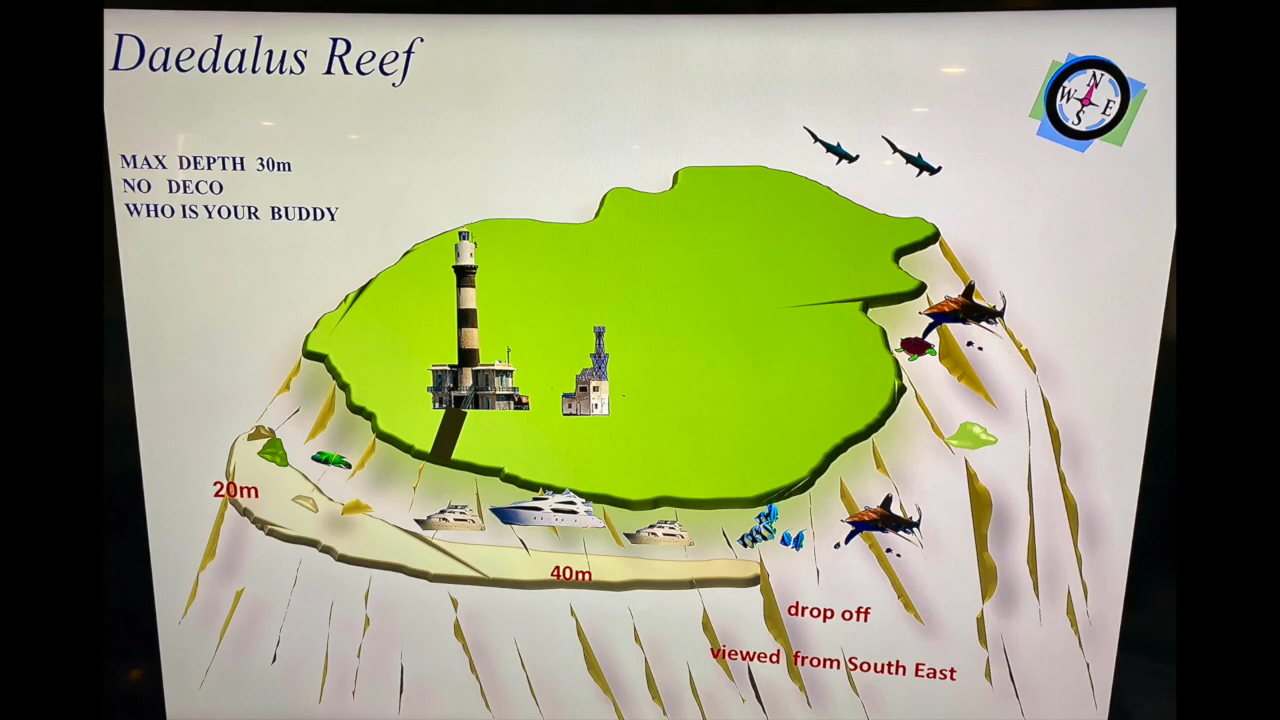 Daedalus Reef
N
W E
S
MAX DEPTH 30m
NO DECO
WHO IS YOUR BUDDY
20m
40m
drop off
viewed from South East